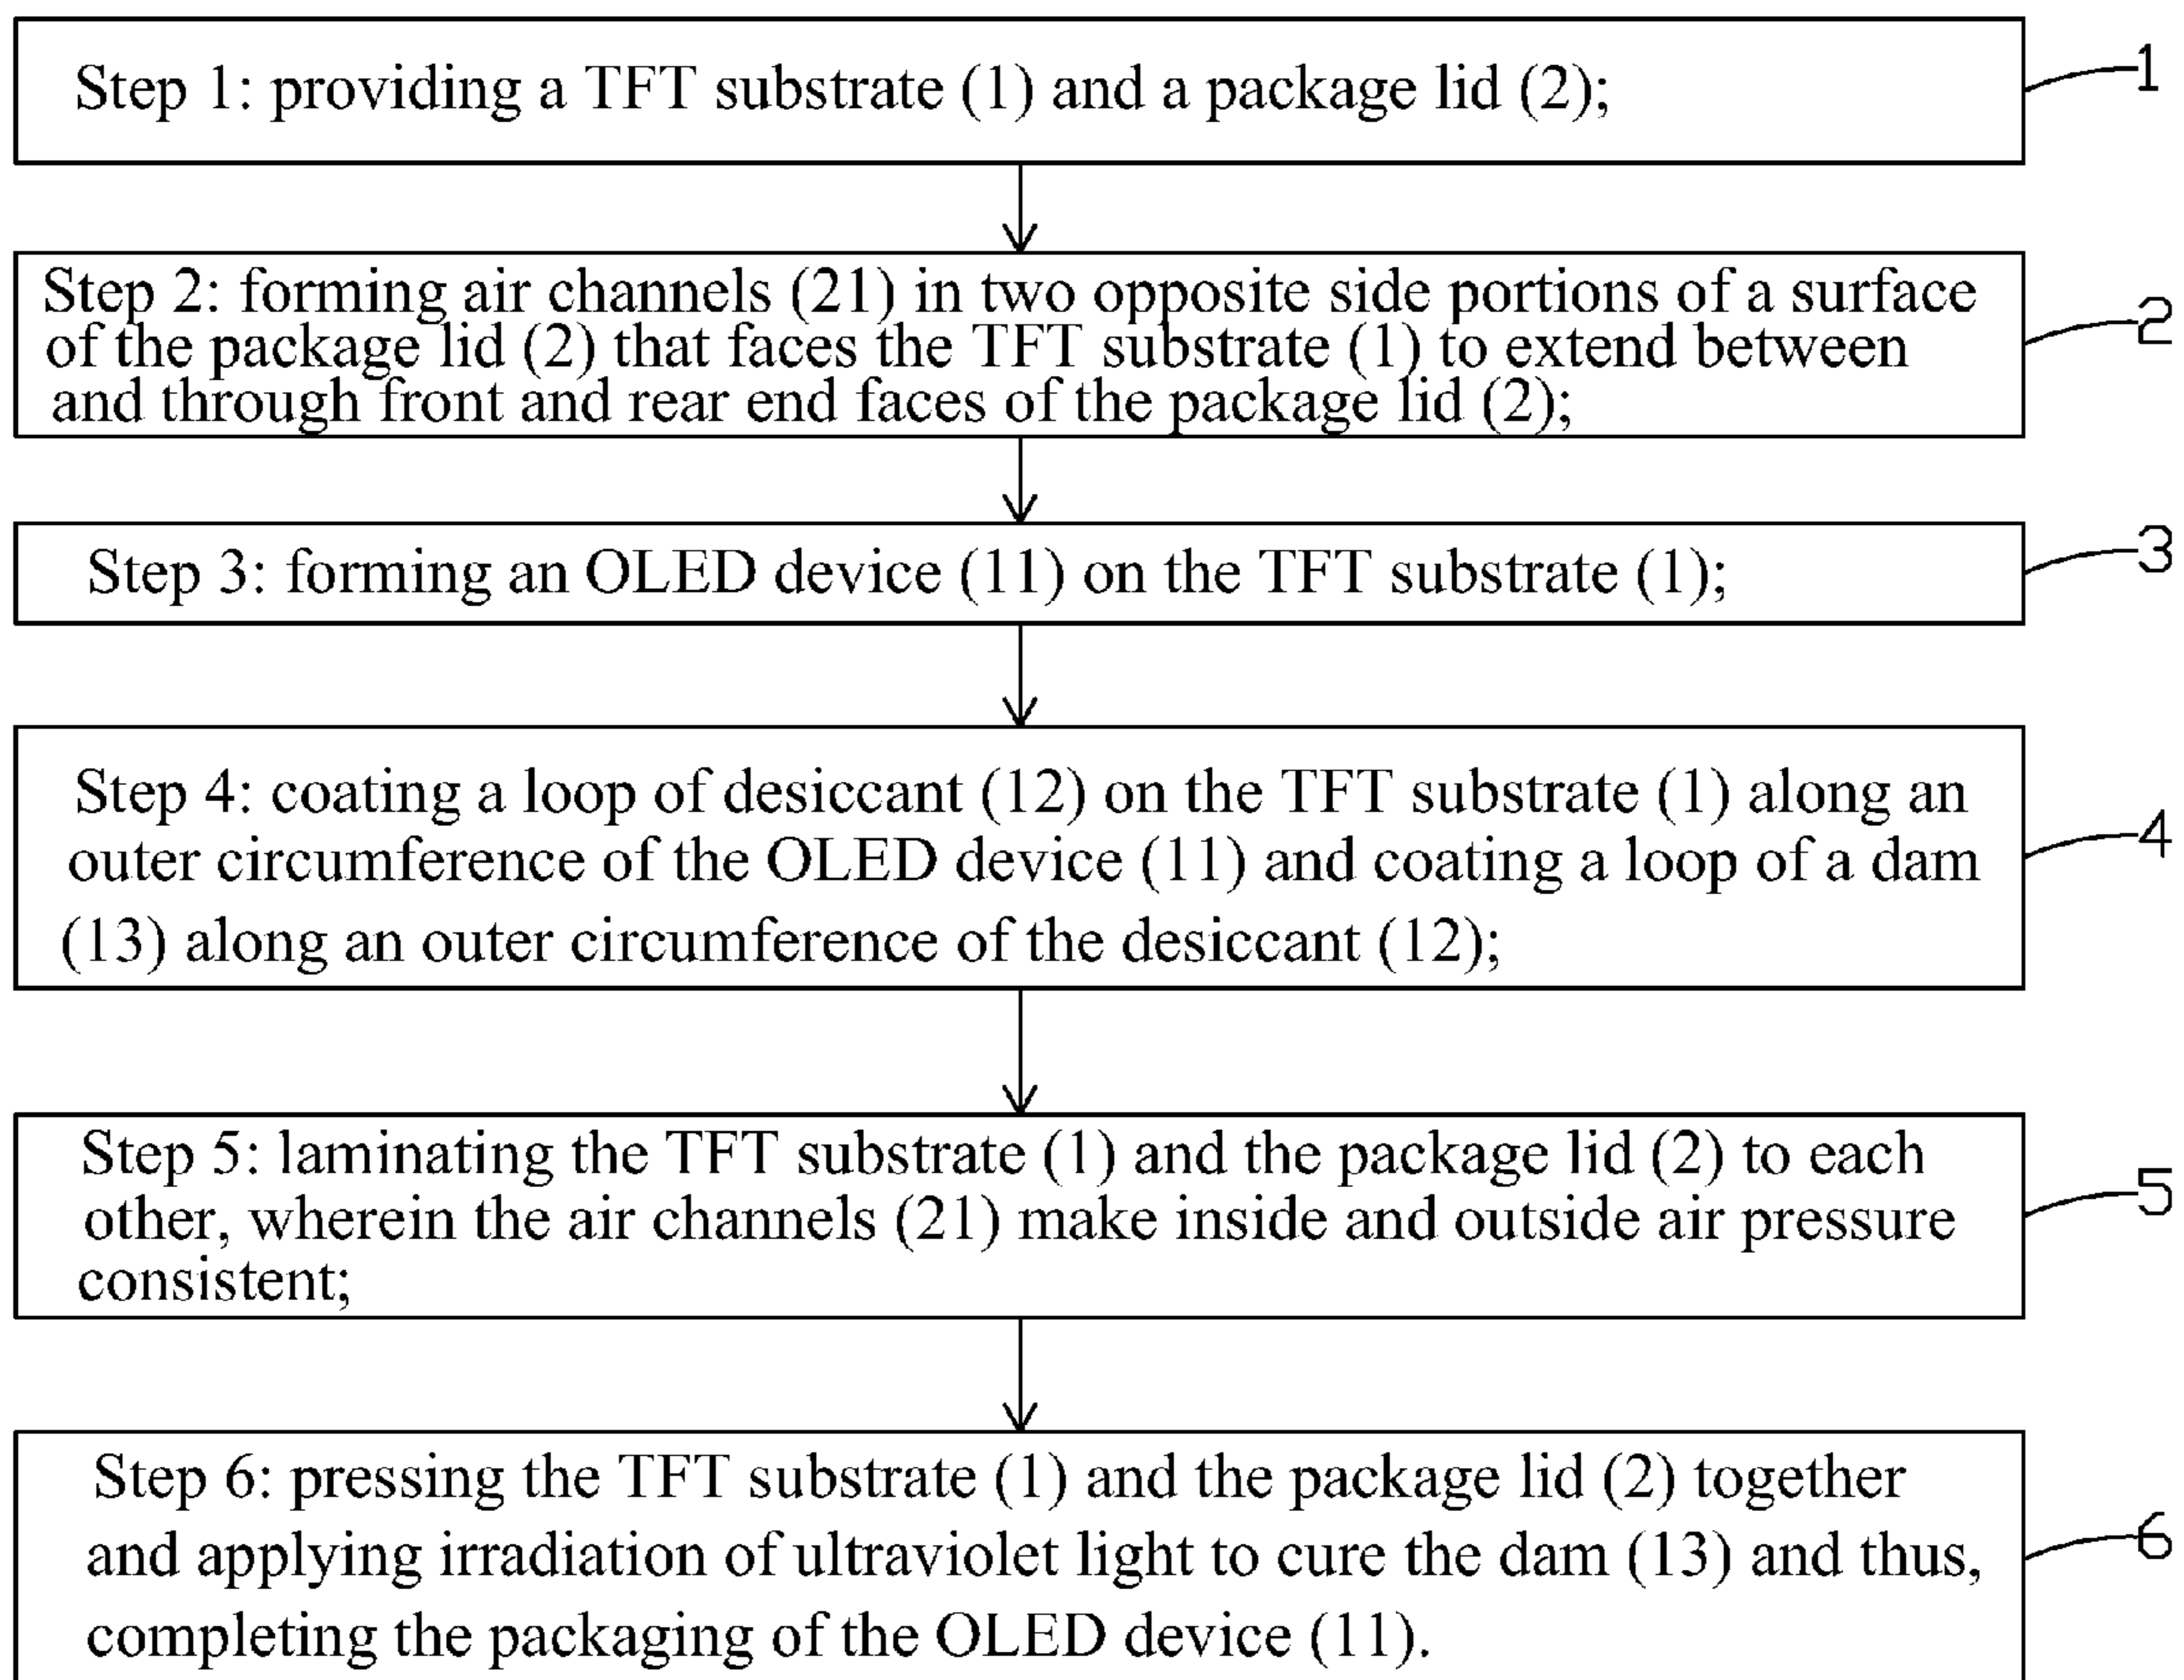 Step 1: providing a TFT substrate (1) and a package lid (2);
1
Step 2: forming air channels (21) in two opposite side portions of a surface
of the package lid (2) that faces the TFT substrate (1) to extend between
and through front and rear end faces of the package lid (2);
2
Step 3: forming an OLED device (11) on the TFT substrate (1);
3
Step 4: coating a loop of desiccant (12) on the TFT substrate (1) along an
outer circumference of the OLED device (11) and coating a loop of a dam
(13) along an outer circumference of the desiccant (12);
4
Step 5: laminating the TFT substrate (1) and the package lid (2) to each
other, wherein the air channels (21) make inside and outside air pressure
consistent;
5
Step 6: pressing the TFT substrate (1) and the package lid (2) together
and applying irradiation of ultraviolet light to cure the dam (13) and thus,
completing the packaging of the OLED device (11).
6